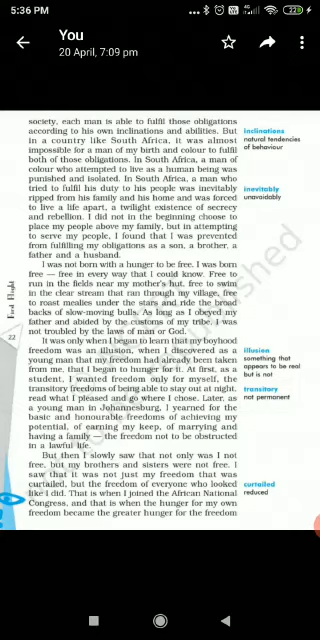 5:36 PM
22
You
20 April, 7:09 pm
society, each man is able to fulfil those obligations
according to his own inclinations and abilities. But
in a country like South Africa, it was almost
impossible for a man of my birth and colour to fulfil
both of those obligations. In South Africa, a man of
colour who attempted to live as a human being was
punished and isolated. In South Africa, a man who
tried to fulfil his duty to his people was inevitably
ripped from his family and his home and was forced
to live a life apart, a twilight existence of secrecy
and rebellion. I did not in the beginning choose to
place my people above my family, but in attempting
to serve my people, I found that I was prevented
from fulfilling my obligations as a son, a brother, a
father and a husband.
I was not born with a hunger to be free. I was born
free — free in every way that I could know. Free to
run in the fields near my mother's hut, free to swim
in the clear stream that ran through my village, free
to roast mealies under the stars and ride the broad
backs of slow-moving bulls. As long as I obeyed my
father and abided by the customs of my tribe, I was
not troubled by the laws of man or God.
It was only when I began to learn that my boyhood
freedom was an illusion, when I discovered as a
young man that my freedom had already been taken
from me, that I began to hunger for it. At first, as a
student, I wanted freedom only for myself, the
transitory freedoms of being able to stay out at night,
read what I pleased and go where I chose. Later, as
a young man in Johannesburg, I yearned for the
basic and honourable freedoms of achieving my
potential, of earning my keep, of marrying and
having a family — the freedom not to be obstructed
in a lawful life.
But then I slowly saw that not only was I not
free, but my brothers and sisters were not free. I
saw that it was not just my freedom that was
curtailed, but the freedom of everyone who looked
like I did. That is when I joined the African National
Congress, and that is when the hunger for my own
freedom became the greater hunger for the freedom
inclinations
natural tendencies
of behaviour
inevitably
unavoidably
illusion
something that
appears to be real
but is not
transitory
not permanent
curtailed
reduced
First Flight
22